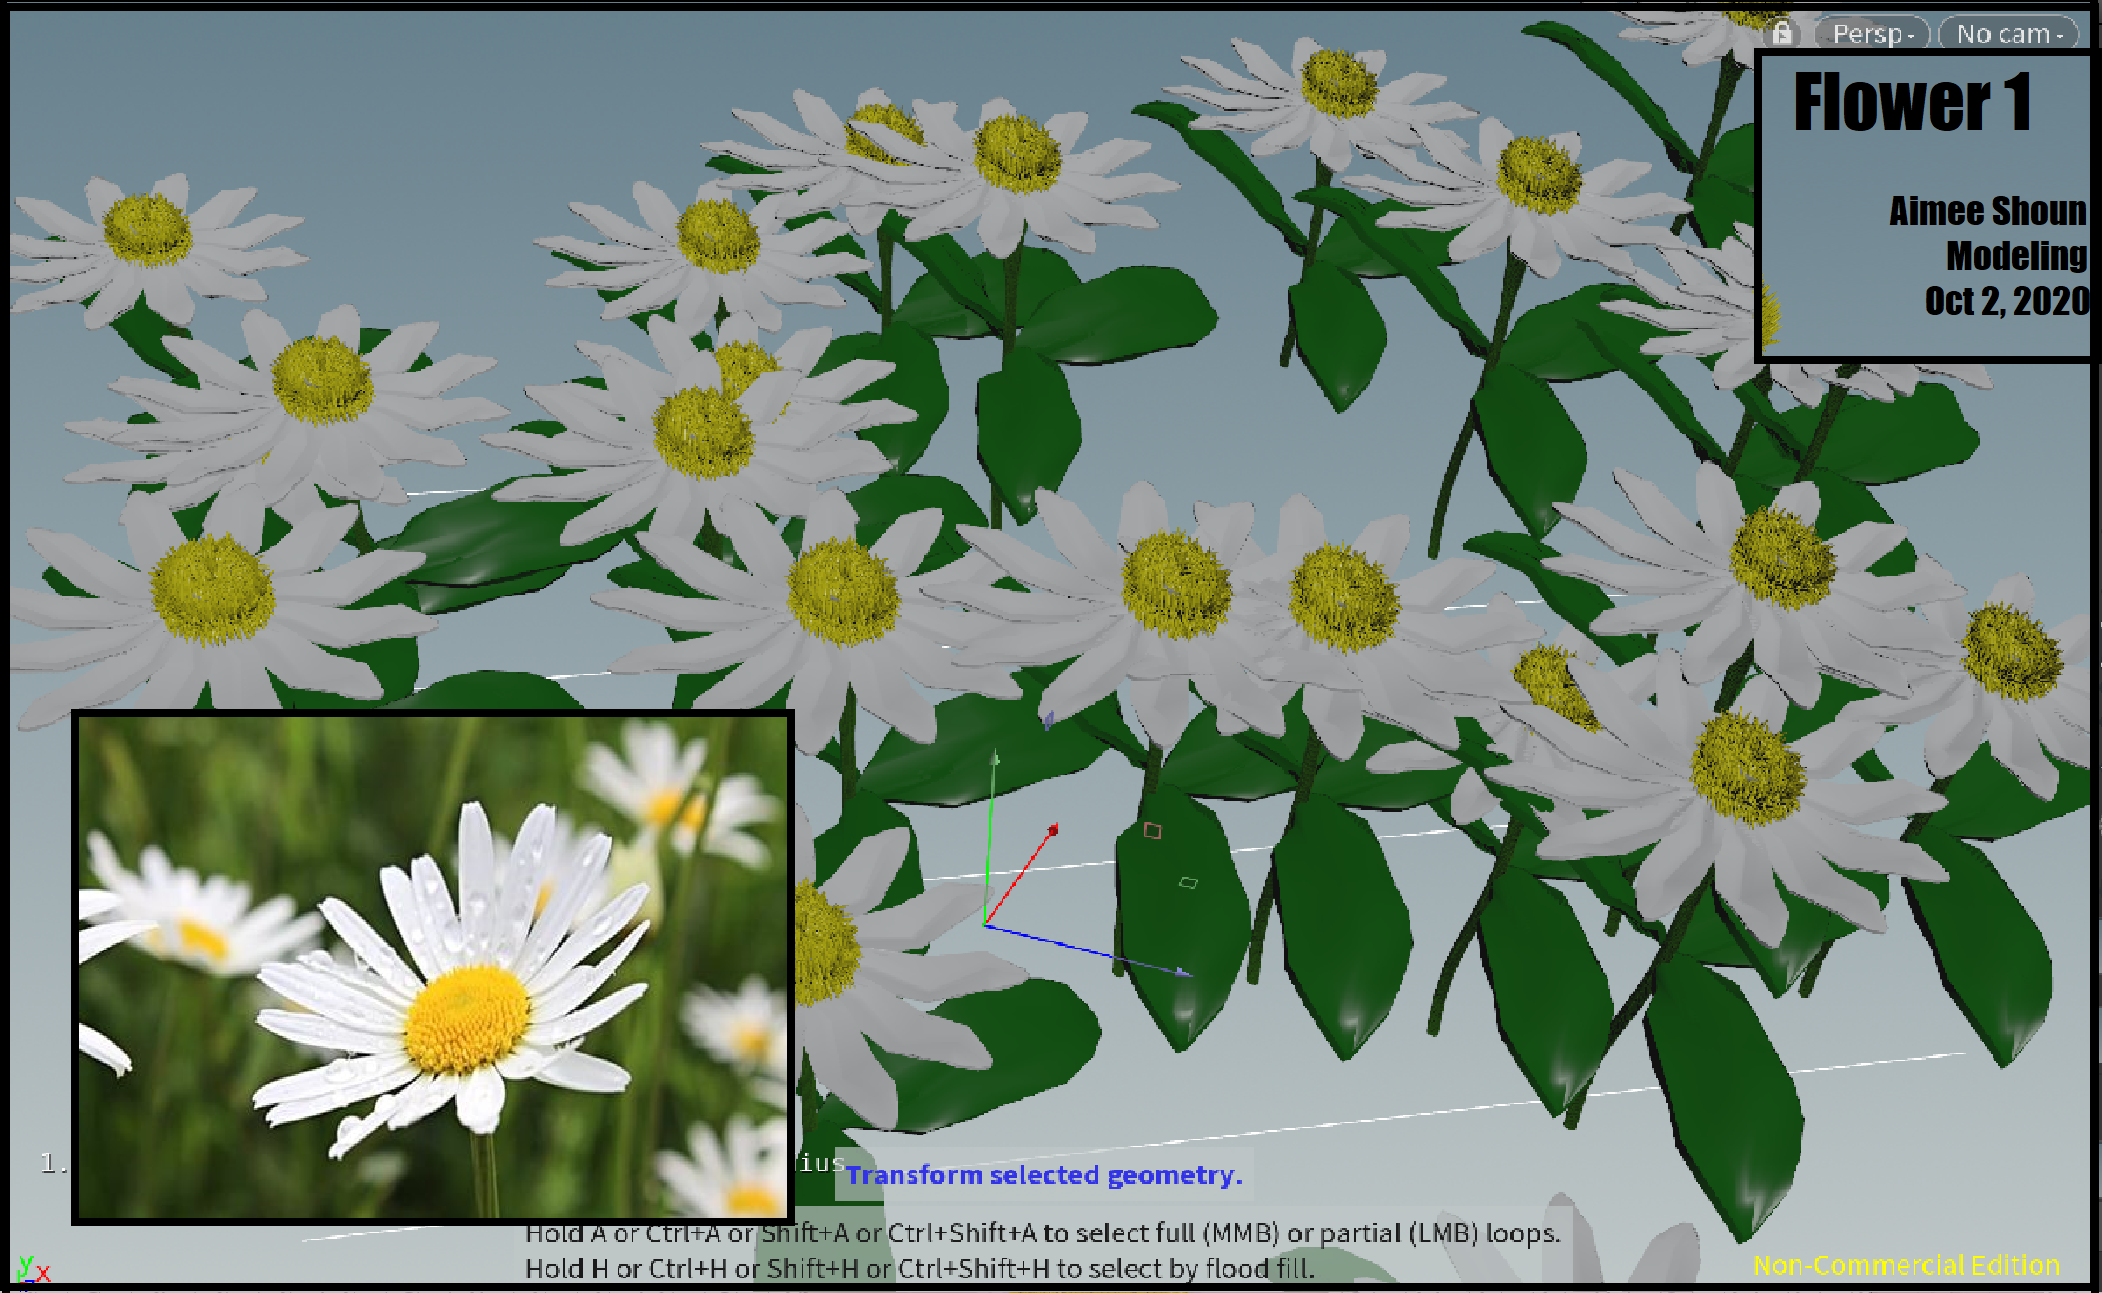 Persp - No cam -
Flower 1
Aimee Shoun
Modeling
Oct 2, 2020
1.
Transform selected geometry.
Hold A or Ctrl+A or Shift+A or Ctrl+Shift+A to select full (MMB) or partial (LMB) loops.
Hold H or Ctrl+H or Shift+H or Ctrl+Shift+H to select by flood fill.
Non-Commercial Edition
y
x